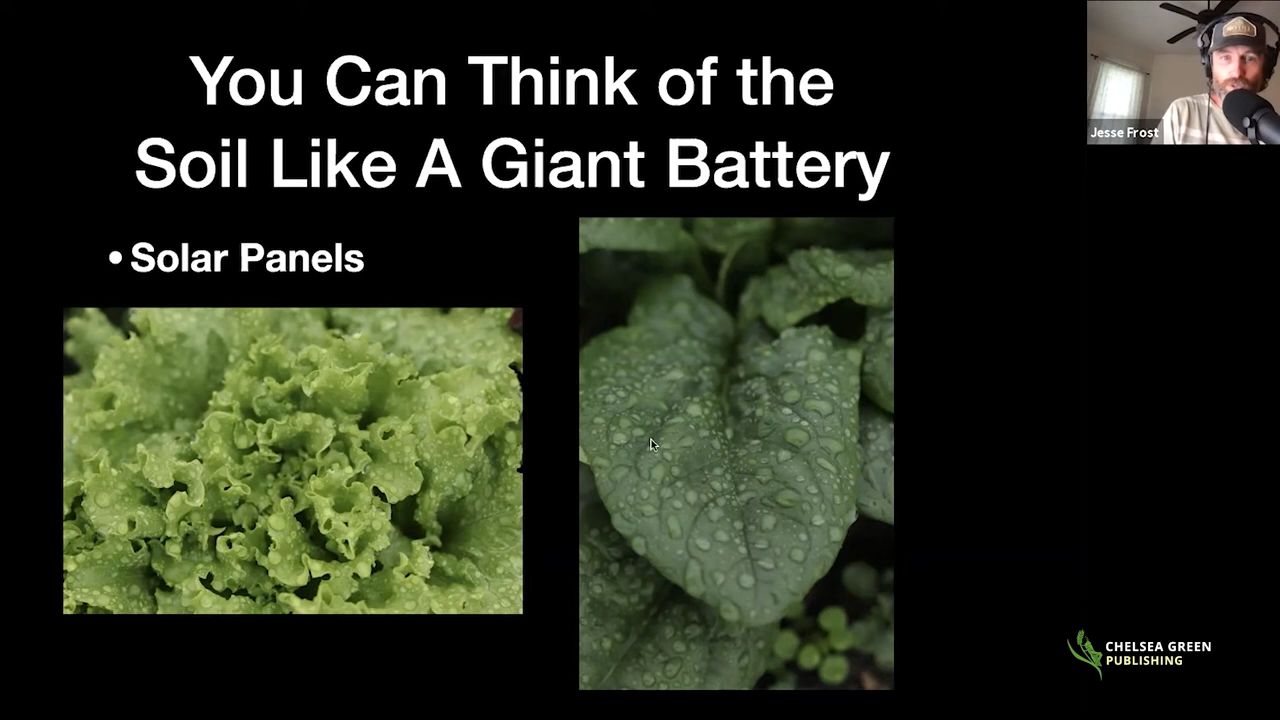 You Can Think of the
Soil Like A Giant Battery
• Solar Panels
Jesse Frost
CHELSEA GREEN
PUBLISHING